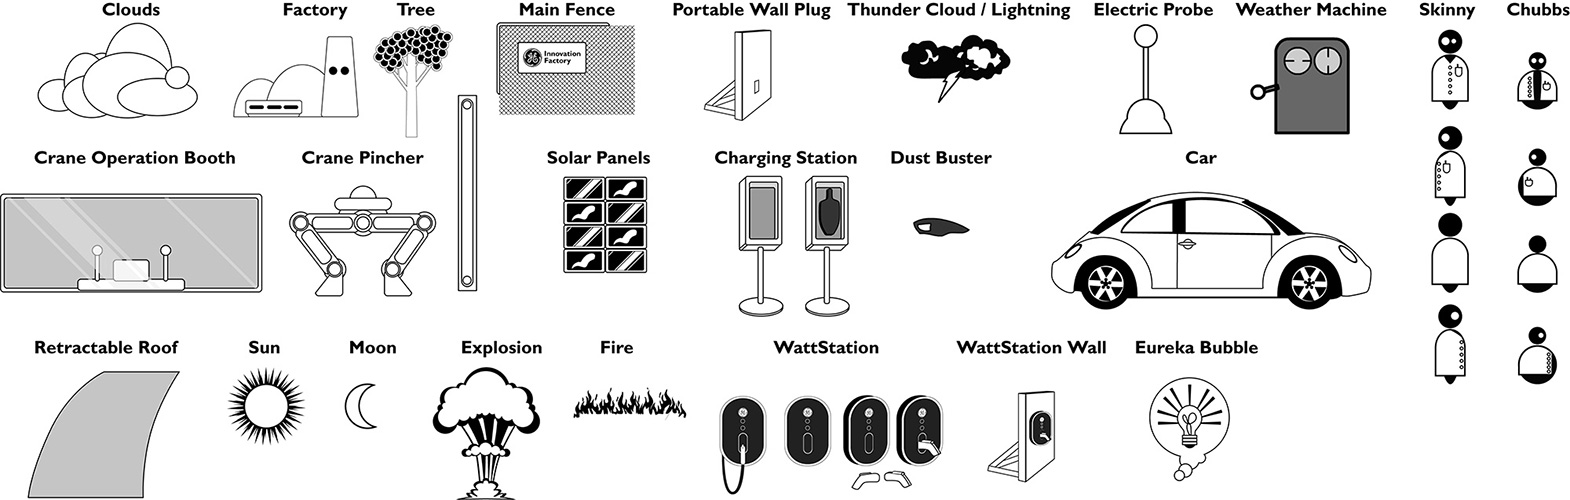 Clouds
Factory
Tree
Main Fence
Portable Wall Plug
Thunder Cloud / Lightning
Electric Probe
Weather Machine
Skinny
Chubbs
Innovation
Factory
Crane Operation Booth
Crane Pincher
Solar Panels
Charging Station
Dust Buster
Car
Retractable Roof
Sun
Moon
Explosion
Fire
WattStation
WattStation Wall
Eureka Bubble